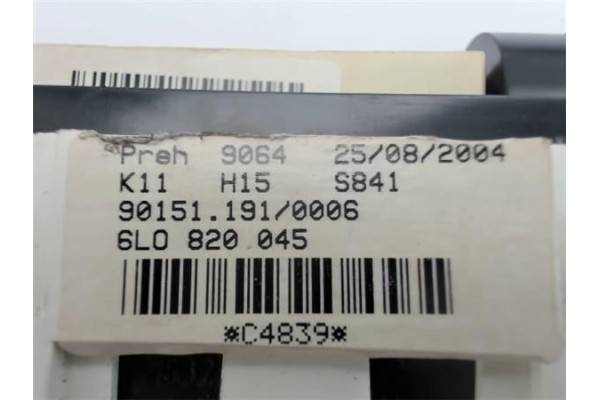 Preh 9064 25/08/2004
K11 H15 S841
90151.191/0006
6L0 820 045
*C4839*